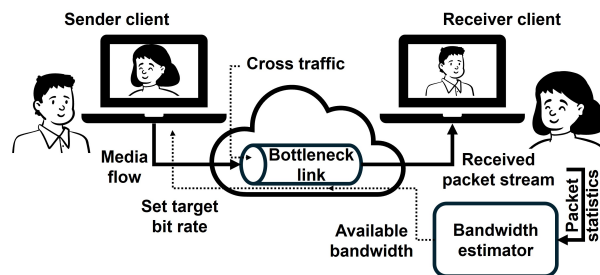 Sender client
Receiver client
Cross traffic
Media
flow
Bottleneck
link
Received
packet stream
Set target
bit rate
Available
bandwidth
Bandwidth
estimator
Packet
statistics